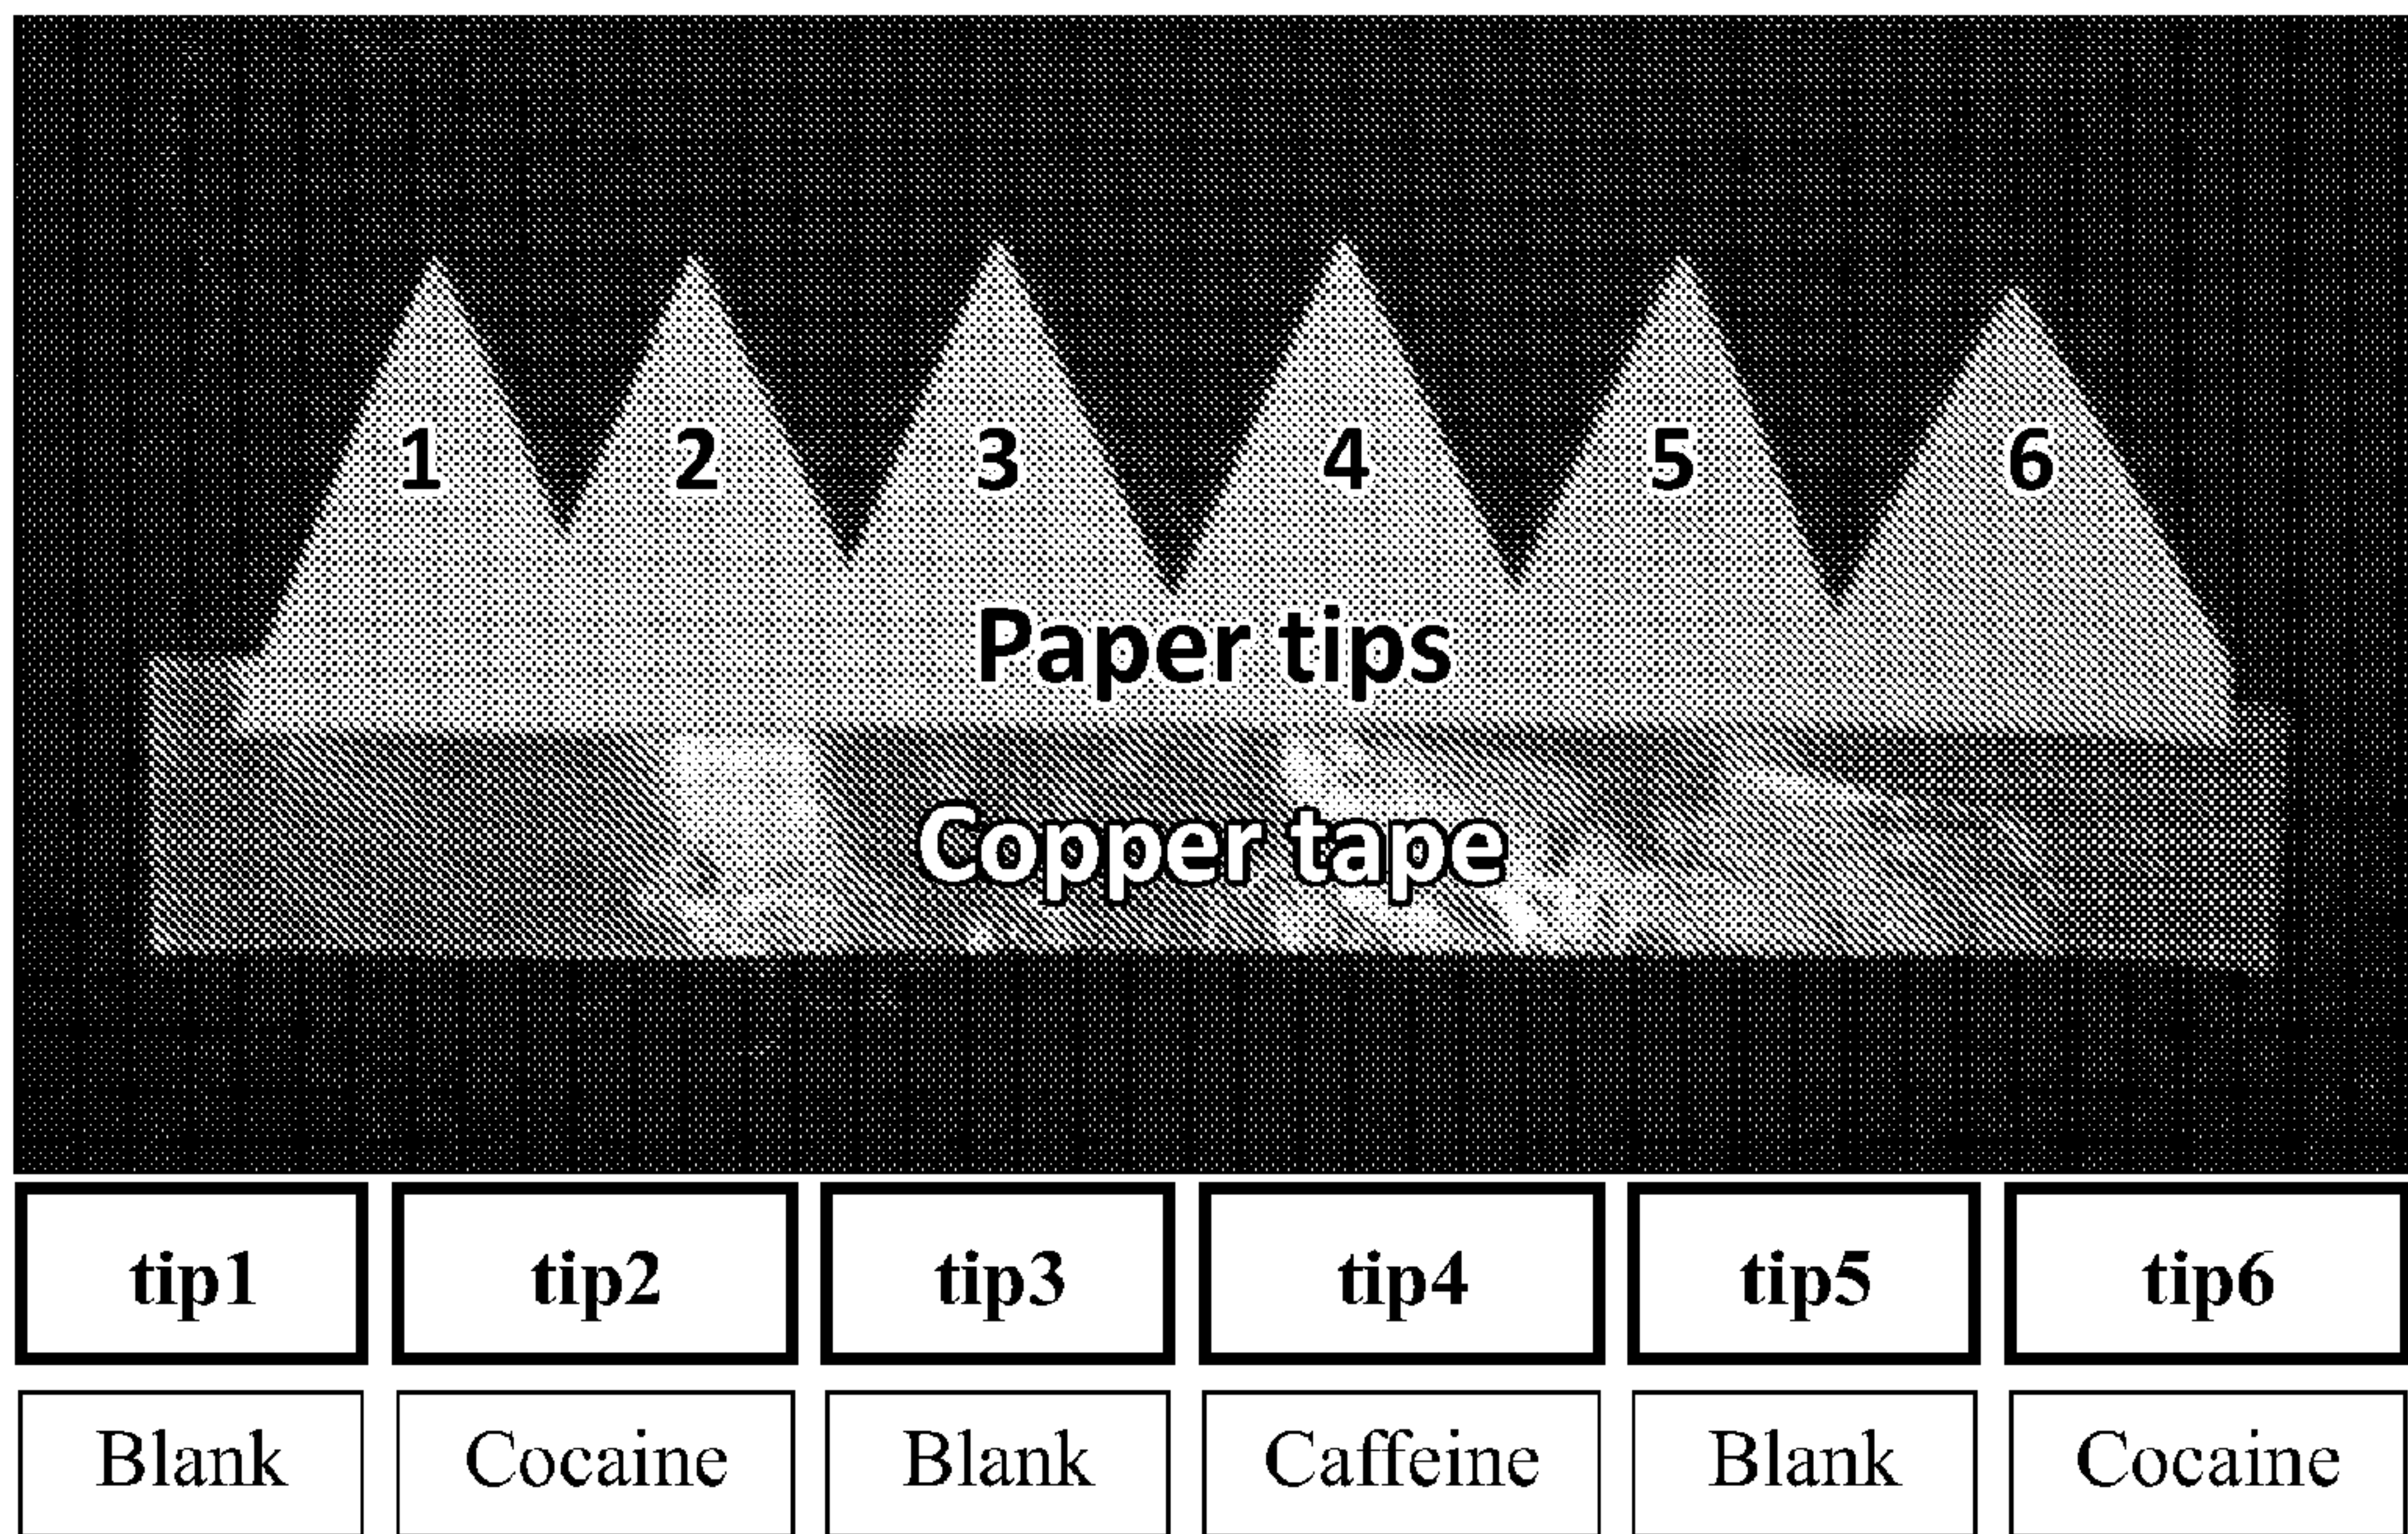 1 2 3 4 5 6
Paper tips
Copper tape
tip1 tip2 tip3 tip4 tip5 tip6
Blank Cocaine Blank Caffeine Blank Cocaine